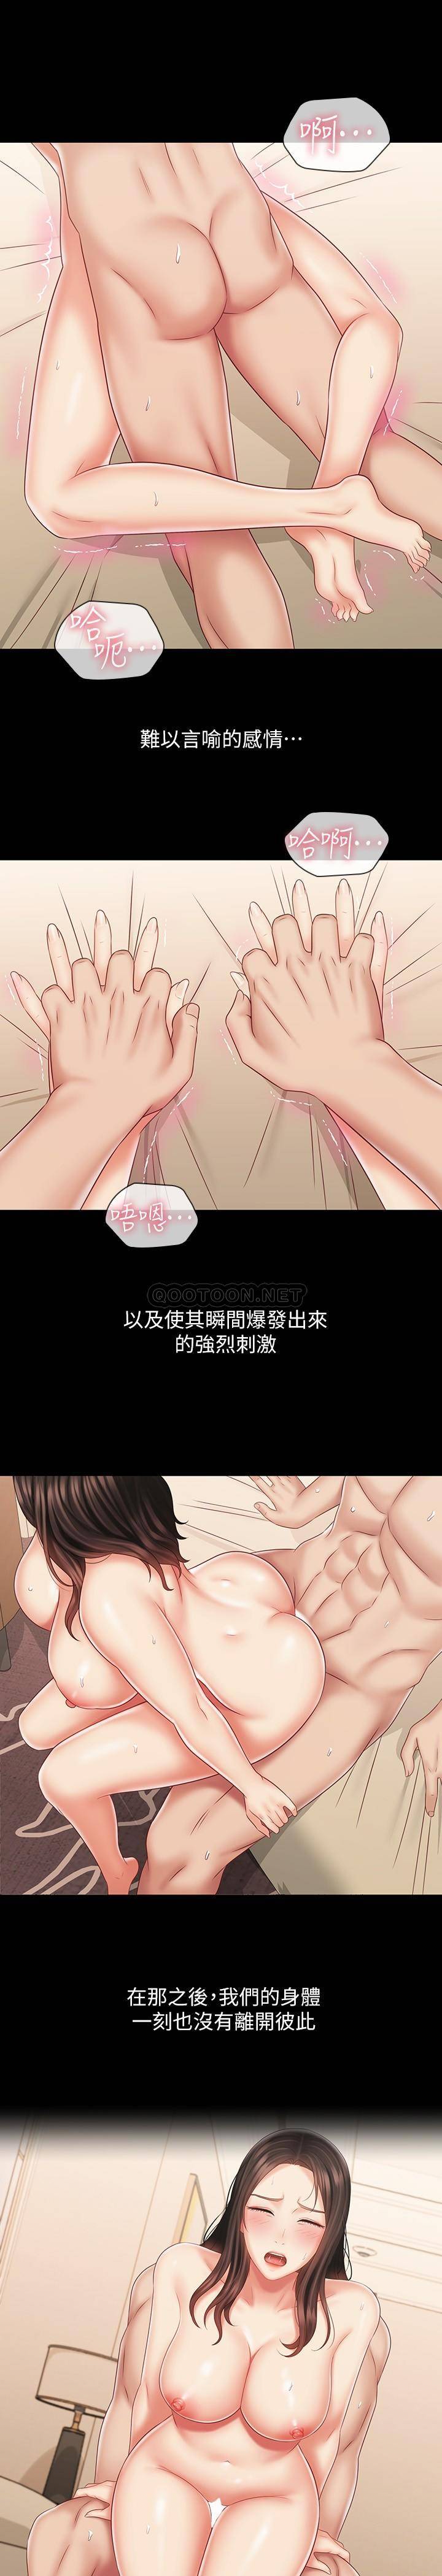 啊…
哈
呃…
難以言喻的感情…
哈啊…
唔嗯…
QOOTOON.NET
以及使其瞬間爆發出來
的強烈刺激
在那之後，我們的身體
一刻也沒有離開彼此